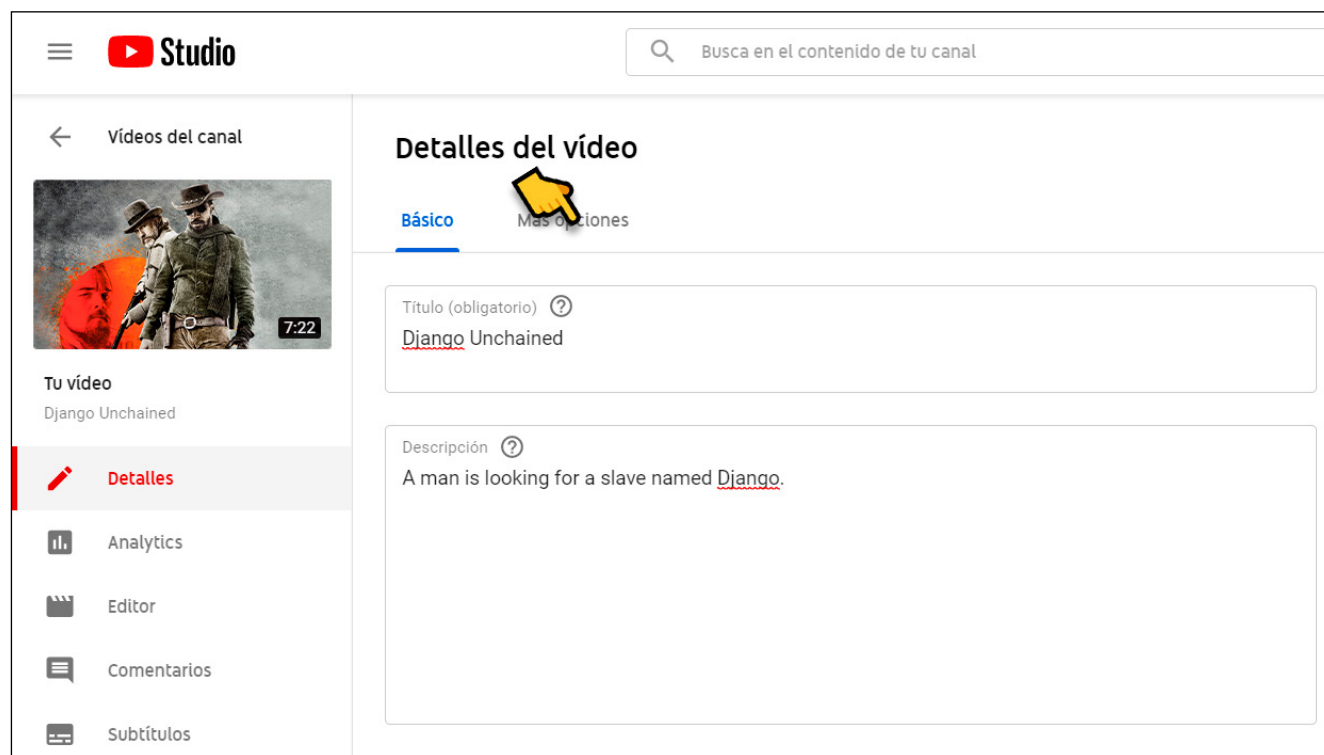 Studio
Busca en el contenido de tu canal
Vídeos del canal
7:22
Tu vídeo
Django Unchained
Detalles
Analytics
Editor
Comentarios
Subtítulos
Detalles del vídeo
Básico
Más opciones
Título (obligatorio)
Django Unchained
Descripción
A man is looking for a slave named Django.